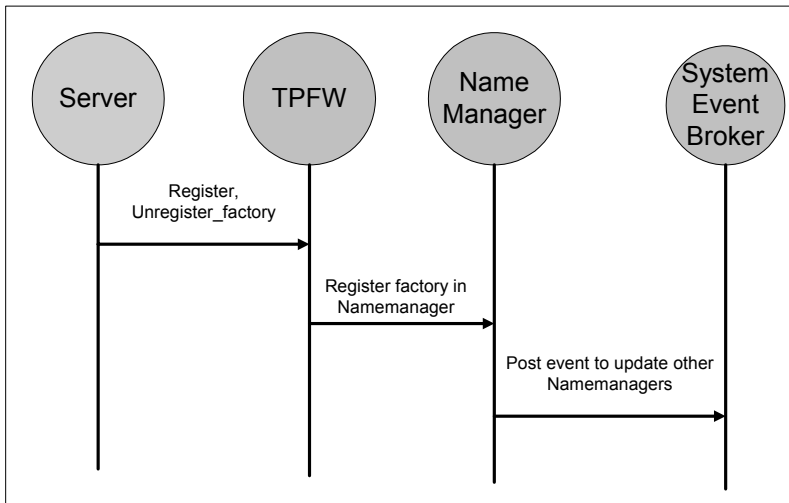 Server
TPFW
Name
Manager
System
Event
Broker
Register,
Unregister_factory
Register factory in
Namemanager
Post event to update other
Namemanagers